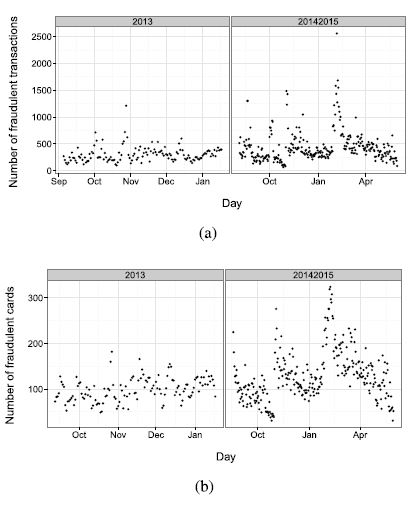 2013 20142015
Number of fraudulent transactions
2500
2000
1500
1000
500
0
Sep Oct Nov Dec Jan Oct Jan Apr
Day
(a)
2013 20142015
Number of fraudulent cards
300
200
100
Oct Nov Dec Jan Oct Jan Apr
Day
(b)